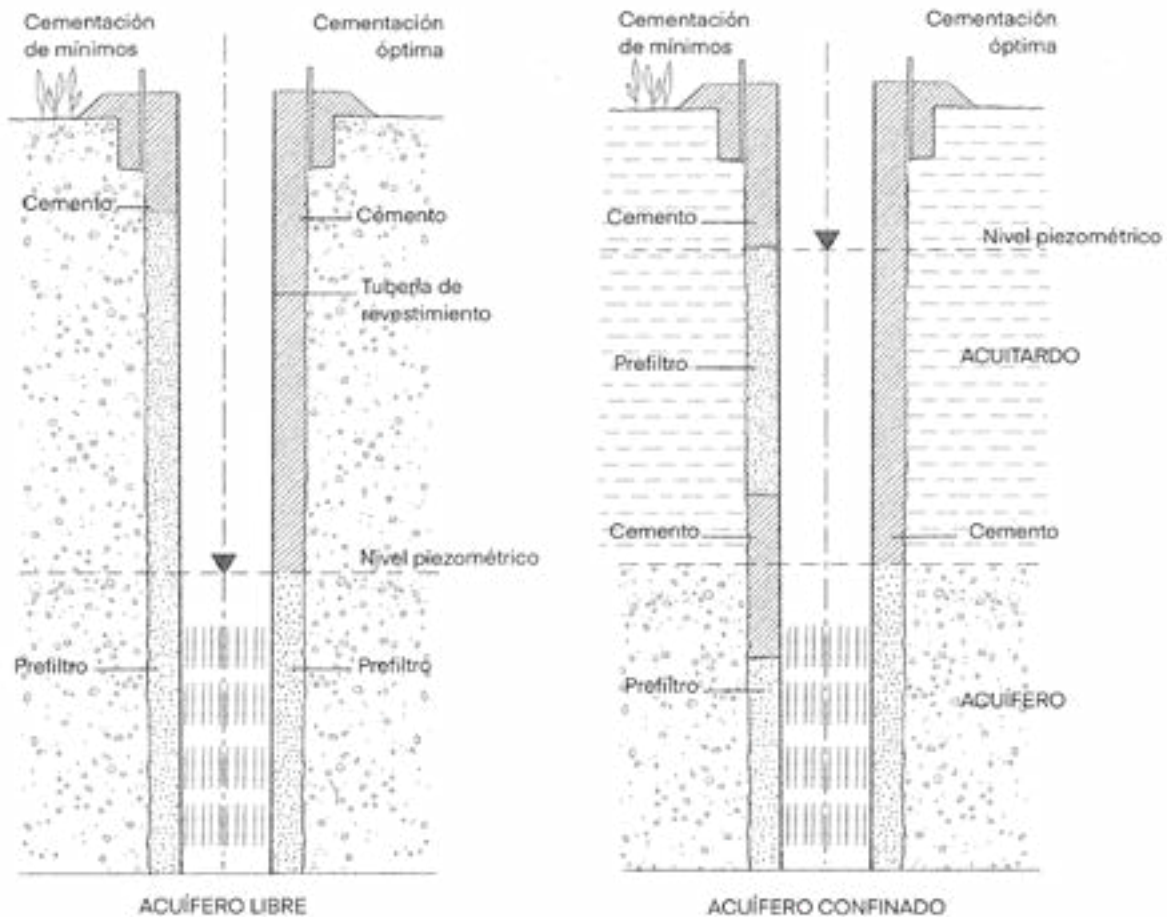 Cementación
de mínimos
Cementación
óptima
Cemento
Cemento
Tubería de
revestimiento
Nivel piezométrico
Prefiltro
Prefiltro
ACUÍFERO LIBRE
Cementación
de mínimos
Cementación
óptima
Cemento
Nivel piezométrico
Prefiltro
ACUITARDO
Cemento
Cemento
Prefiltro
ACUÍFERO
ACUÍFERO CONFINADO